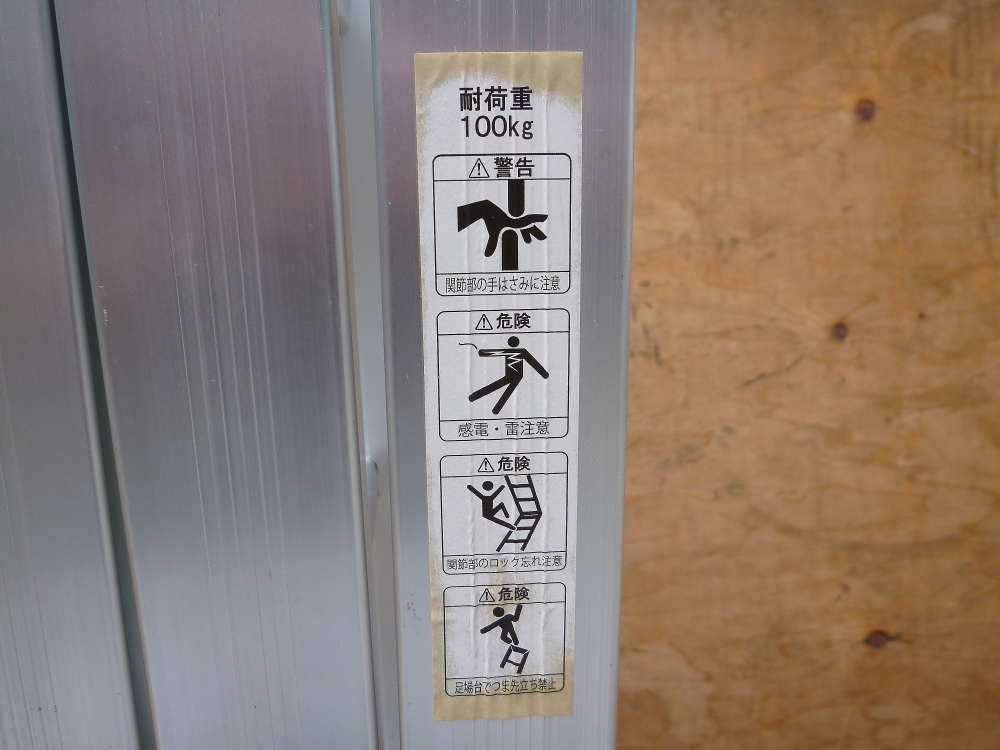 耐荷重
100kg
⚠警告
関節部の手はさみに注意
⚠危険
感電・雷注意
⚠危険
関節部のロック忘れ注意
⚠危険
足場台でつま先立ち禁止